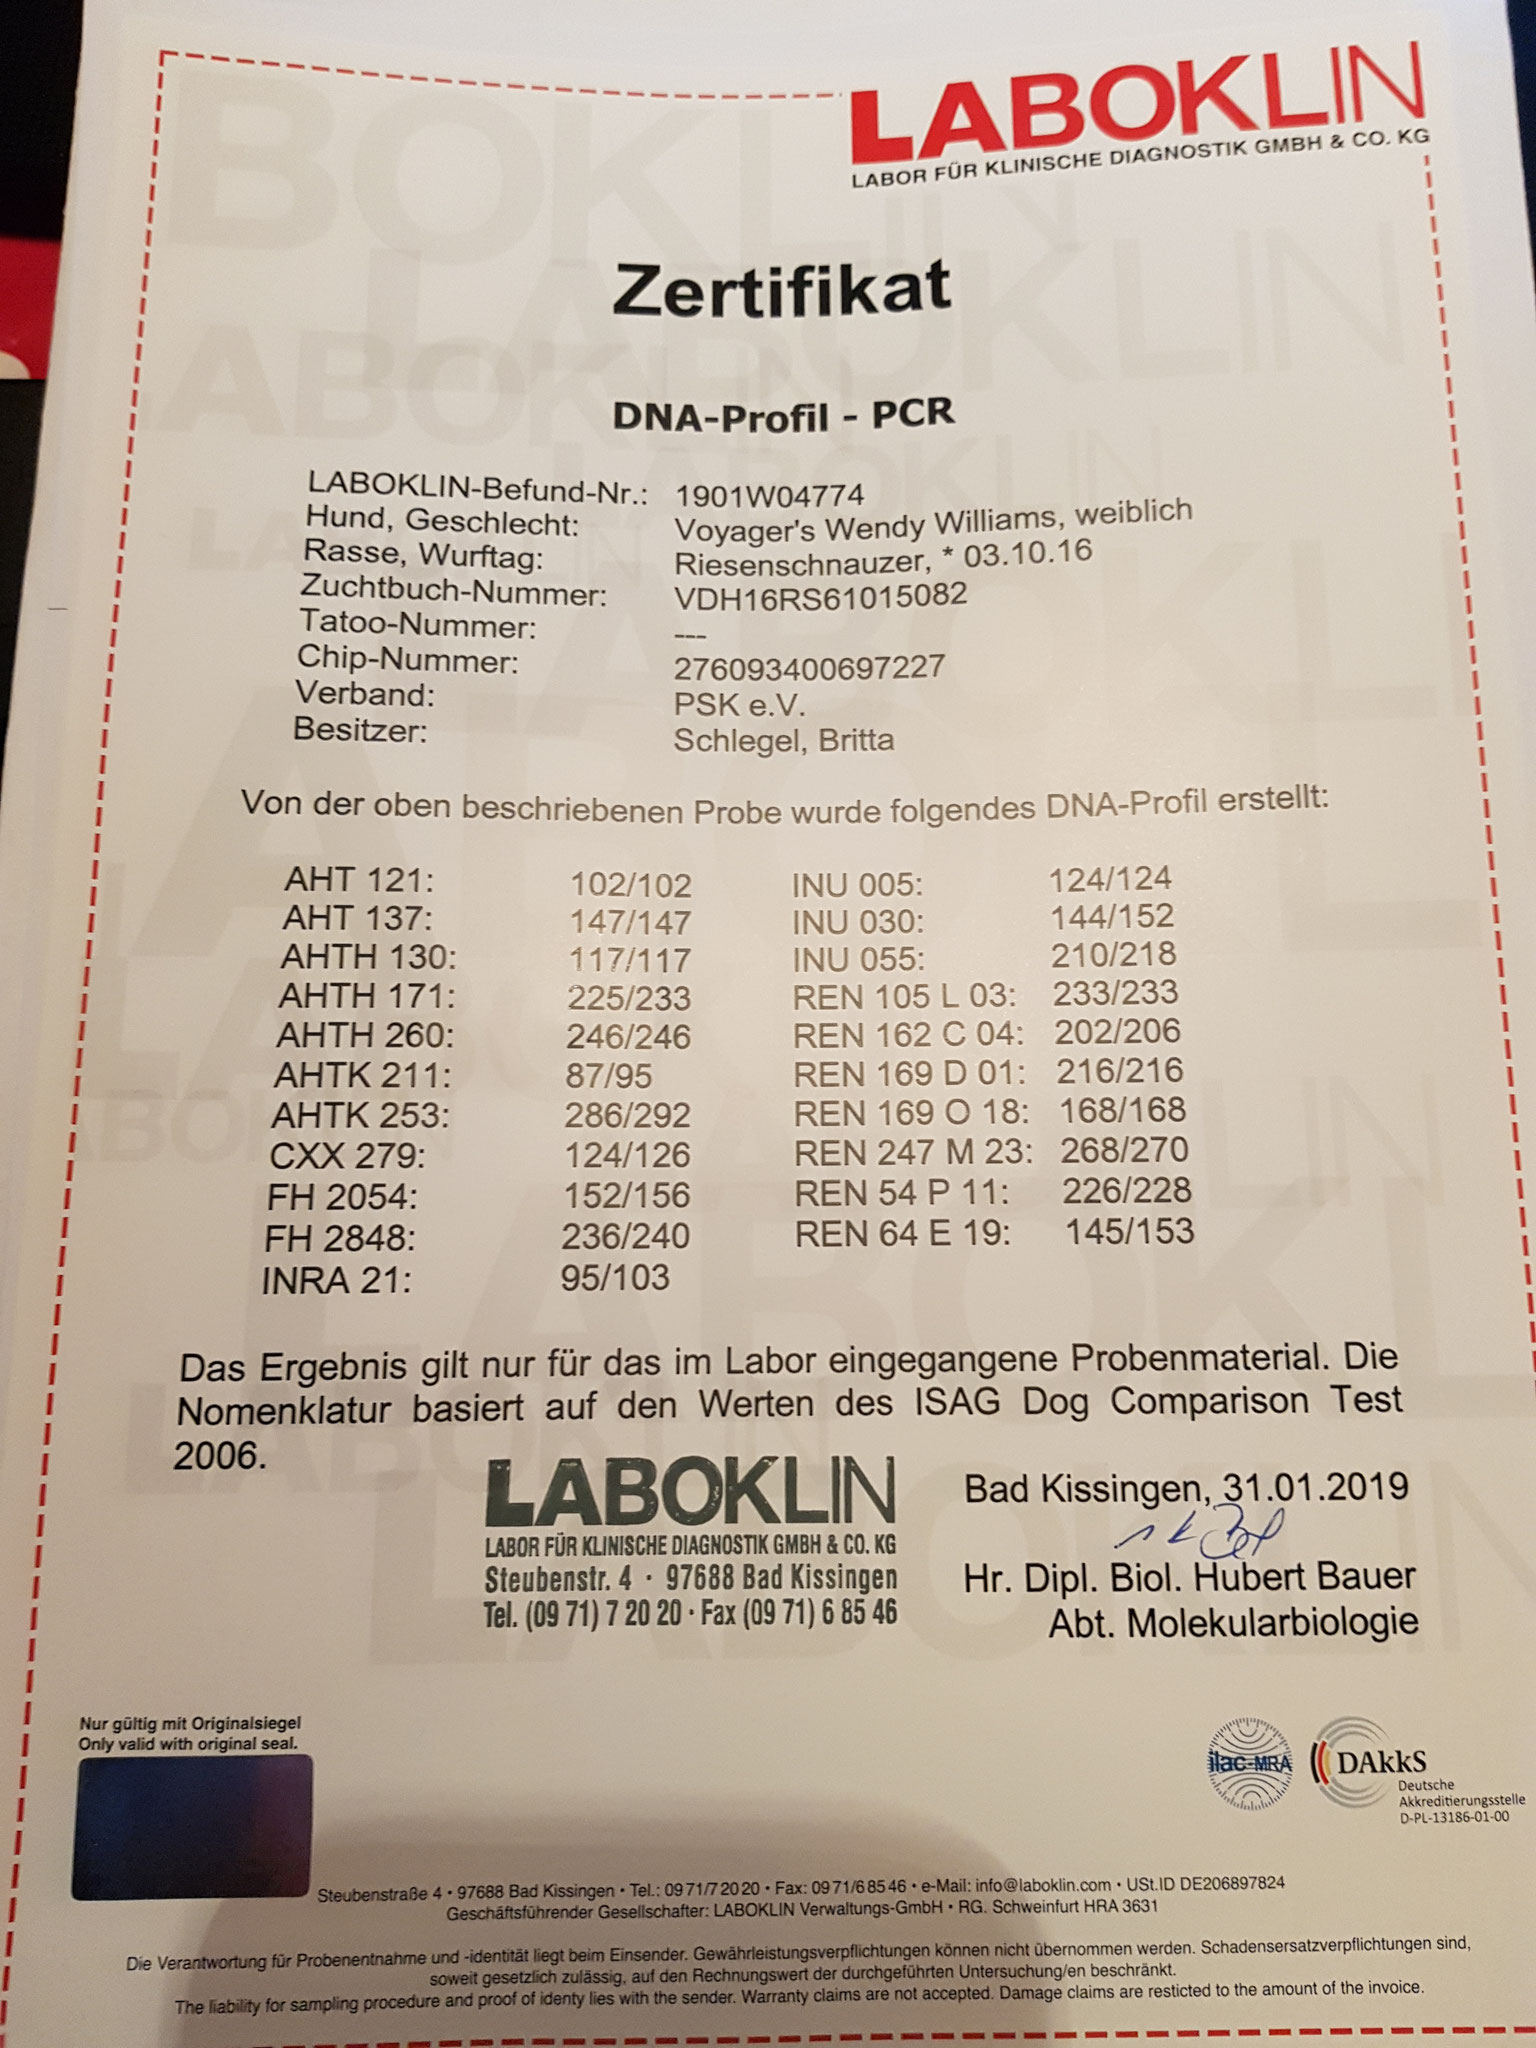 LABOKLIN
LABOR FÜR KLINISCHE DIAGNOSTIK GMBH & CO. KG
Zertifikat
DNA-Profil - PCR
LABOKLIN-Befund-Nr.: 1901W04774
Hund, Geschlecht: Voyager's Wendy Williams, weiblich
Rasse, Wurftag: Riesenschnauzer, * 03.10.16
Zuchtbuch-Nummer: VDH16RS61015082
Tatoo-Nummer: ---
Chip-Nummer: 276093400697227
Verband: PSK e.V.
Besitzer: Schlegel, Britta
Von der oben beschriebenen Probe wurde folgendes DNA-Profil erstellt:
AHT 121: 102/102 INU 005: 124/124
AHT 137: 147/147 INU 030: 144/152
AHTH 130: 117/117 INU 055: 210/218
AHTH 171: 225/233 REN 105 L 03: 233/233
AHTH 260: 246/246 REN 162 C 04: 202/206
AHTK 211: 87/95 REN 169 D 01: 216/216
AHTK 253: 286/292 REN 169 O 18: 168/168
CXX 279: 124/126 REN 247 M 23: 268/270
FH 2054: 152/156 REN 54 P 11: 226/228
FH 2848: 236/240 REN 64 E 19: 145/153
INRA 21: 95/103
Das Ergebnis gilt nur für das im Labor eingegangene Probenmaterial. Die
Nomenklatur basiert auf den Werten des ISAG Dog Comparison Test
2006.
LABOKLIN
LABOR FÜR KLINISCHE DIAGNOSTIK GMBH & CO. KG
Steubenstr. 4 · 97688 Bad Kissingen
Tel. (09 71) 7 20 20 · Fax (09 71) 6 85 46
Bad Kissingen, 31.01.2019
Hr. Dipl. Biol. Hubert Bauer
Abt. Molekularbiologie
Nur gültig mit Originalsiegel
Only valid with original seal.
ilac-MRA
DAkkS
Deutsche
Akkreditierungsstelle
D-PL-13186-01-00
Steubenstraße 4 • 97688 Bad Kissingen • Tel.: 09 71/7 20 20 • Fax: 09 71/6 85 46 • e-Mail: info@laboklin.com • USt.ID DE206897824
Geschäftsführender Gesellschafter: LABOKLIN Verwaltungs-GmbH • RG. Schweinfurt HRA 3631
Die Verantwortung für Probenentnahme und -identität liegt beim Einsender. Gewährleistungsverpflichtungen können nicht übernommen werden. Schadensersatzverpflichtungen sind,
soweit gesetzlich zulässig, auf den Rechnungswert der durchgeführten Untersuchung/en beschränkt.
The liability for sampling procedure and proof of identy lies with the sender. Warranty claims are not accepted. Damage claims are resticted to the amount of the invoice.